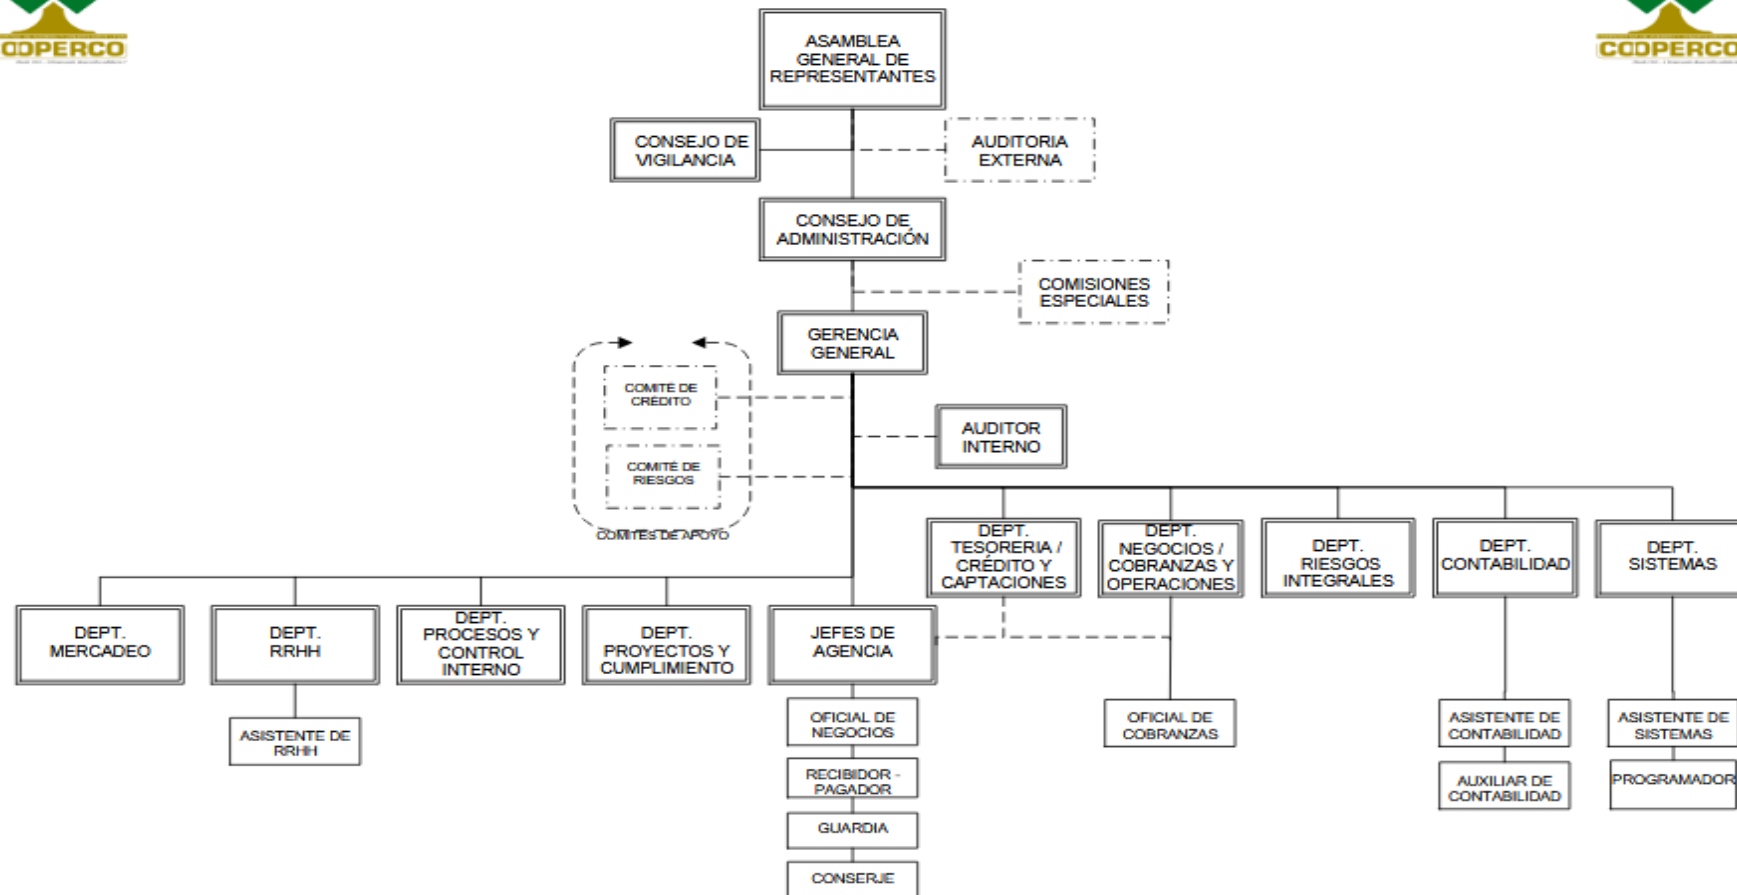 COOPERCO
COOPERCO
ASAMBLEA
GENERAL DE
REPRESENTANTES
CONSEJO DE
VIGILANCIA
AUDITORIA
EXTERNA
CONSEJO DE
ADMINISTRACIÓN
COMISIONES
ESPECIALES
GERENCIA
GENERAL
COMITÉ DE
CRÉDITO
AUDITOR
INTERNO
COMITÉ DE
RIESGOS
COMITES DE APOYO
DEPT.
TESORERIA /
CRÉDITO Y
CAPTACIONES
DEPT.
NEGOCIOS /
COBRANZAS Y
OPERACIONES
DEPT.
RIESGOS
INTEGRALES
DEPT.
CONTABILIDAD
DEPT.
SISTEMAS
DEPT.
MERCADEO
DEPT.
RRHH
DEPT.
PROCESOS Y
CONTROL
INTERNO
DEPT.
PROYECTOS Y
CUMPLIMIENTO
JEFES DE
AGENCIA
ASISTENTE DE
RRHH
OFICIAL DE
NEGOCIOS
RECIBIDOR -
PAGADOR
GUARDIA
CONSERJE
OFICIAL DE
COBRANZAS
ASISTENTE DE
CONTABILIDAD
AUXILIAR DE
CONTABILIDAD
ASISTENTE DE
SISTEMAS
PROGRAMADOR